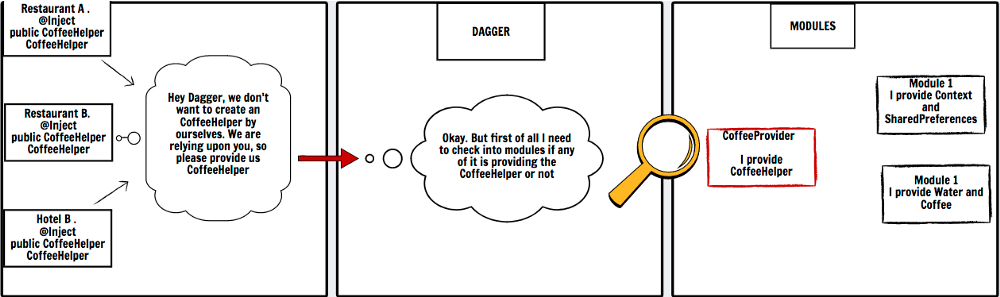 Restaurant A .
@Inject
public CoffeeHelper
CoffeeHelper
Restaurant B.
@Inject
public CoffeeHelper
CoffeeHelper
Hotel B .
@Inject
public CoffeeHelper
CoffeeHelper
Hey Dagger, we don't
want to create an
CoffeeHelper by
ourselves. We are
relying upon you, so
please provide us
CoffeeHelper
DAGGER
Okay. But first of all I need
to check into modules if any
of it is providing the
CoffeeHelper or not
MODULES
CoffeeProvider
I provide
CoffeeHelper
Module 1
I provide Context
and
SharedPreferences
Module 1
I provide Water and
Coffee